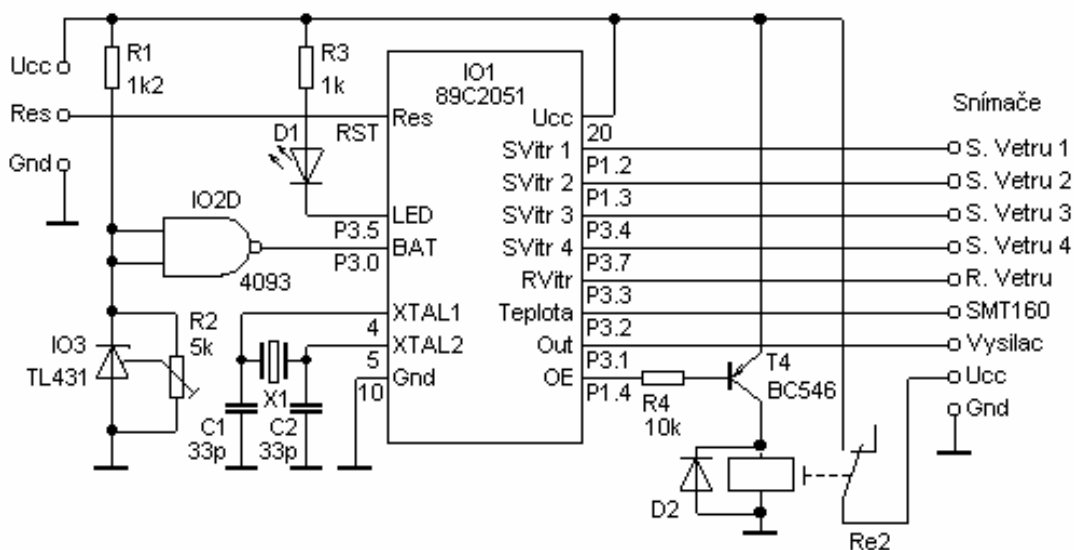 Ucc
Res
Gnd
R1
1k2
R3
1k
D1
IO2D
4093
IO3
TL431
R2
5k
C1
33p
X1
C2
33p
IO1
89C2051
Res
RST
LED
P3.5
BAT
P3.0
XTAL1
4
XTAL2
5
Gnd
10
Ucc
20
SVitr 1
P1.2
SVitr 2
P1.3
SVitr 3
P3.4
SVitr 4
P3.7
RVitr
P3.3
Teplota
P3.2
Out
P3.1
OE
P1.4
R4
10k
T4
BC546
D2
Re2
Snímače
S. Vetru 1
S. Vetru 2
S. Vetru 3
S. Vetru 4
R. Vetru
SMT160
Vysilac
Ucc
Gnd